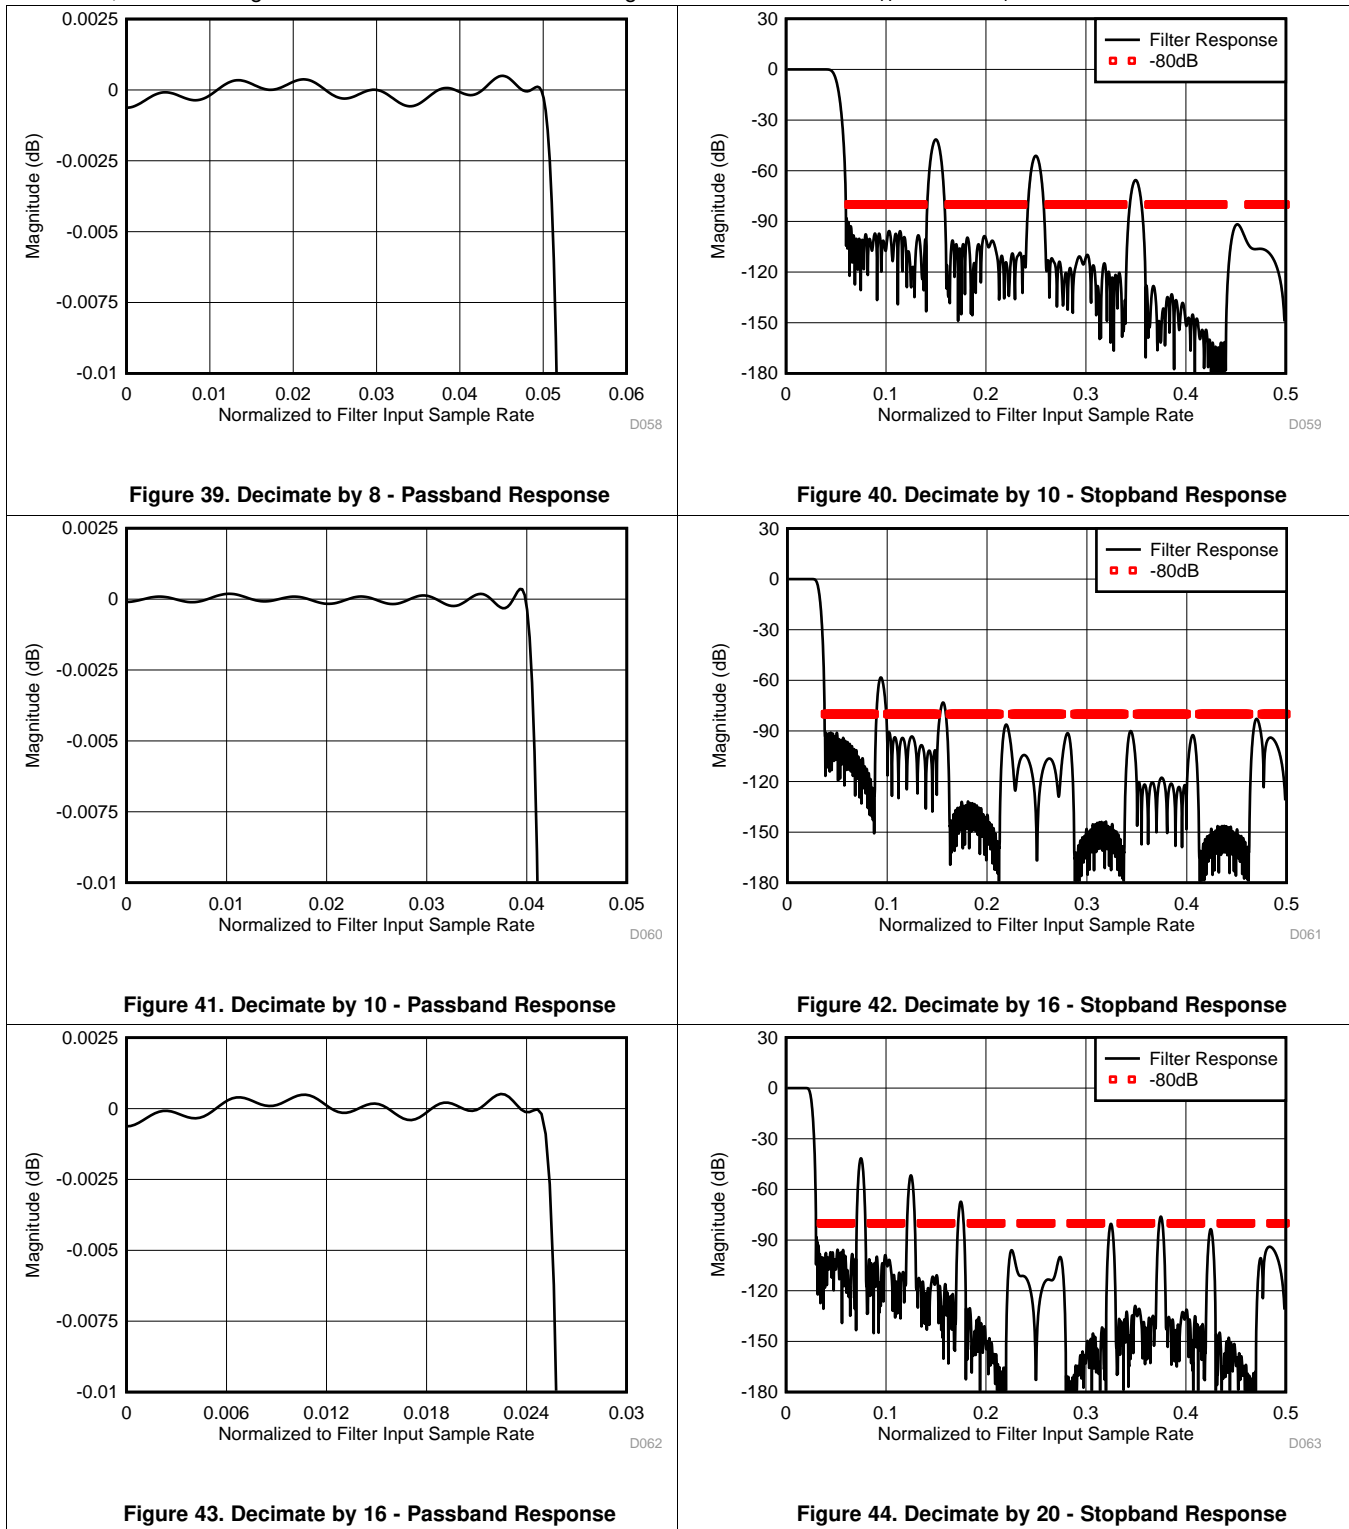 0.0025
0
-0.0025
-0.005
-0.0075
-0.01
Magnitude (dB)
0 0.01 0.02 0.03 0.04 0.05 0.06
Normalized to Filter Input Sample Rate
D058
Figure 39. Decimate by 8 - Passband Response
30
0
-30
-60
-90
-120
-150
-180
Magnitude (dB)
Filter Response
-80dB
0 0.1 0.2 0.3 0.4 0.5
Normalized to Filter Input Sample Rate
D059
Figure 40. Decimate by 10 - Stopband Response
0.0025
0
-0.0025
-0.005
-0.0075
-0.01
Magnitude (dB)
0 0.01 0.02 0.03 0.04 0.05
Normalized to Filter Input Sample Rate
D060
Figure 41. Decimate by 10 - Passband Response
30
0
-30
-60
-90
-120
-150
-180
Magnitude (dB)
Filter Response
-80dB
0 0.1 0.2 0.3 0.4 0.5
Normalized to Filter Input Sample Rate
D061
Figure 42. Decimate by 16 - Stopband Response
0.0025
0
-0.0025
-0.005
-0.0075
-0.01
Magnitude (dB)
0 0.006 0.012 0.018 0.024 0.03
Normalized to Filter Input Sample Rate
D062
Figure 43. Decimate by 16 - Passband Response
30
0
-30
-60
-90
-120
-150
-180
Magnitude (dB)
Filter Response
-80dB
0 0.1 0.2 0.3 0.4 0.5
Normalized to Filter Input Sample Rate
D063
Figure 44. Decimate by 20 - Stopband Response